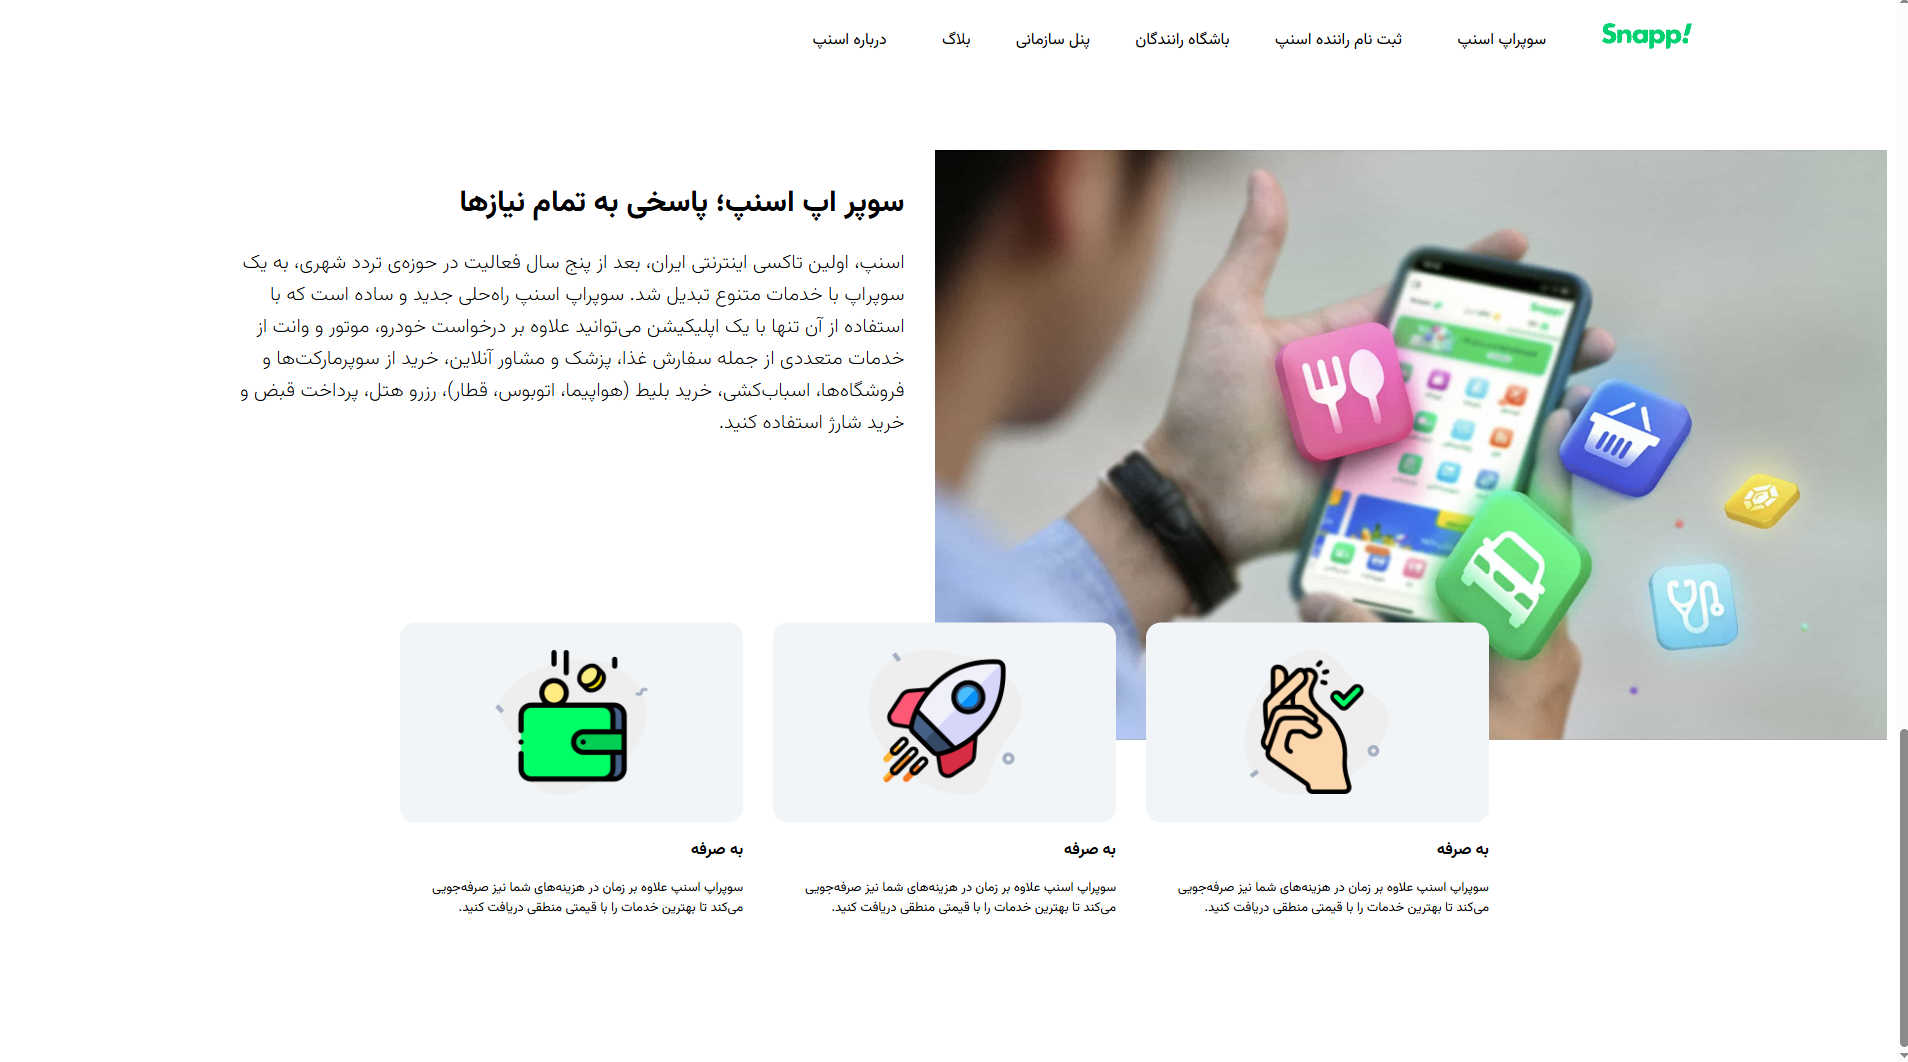 Snapp!
سوپراپ اسنپ
ثبت نام راننده اسنپ
باشگاه رانندگان
پنل سازمانی
بلاگ
درباره اسنپ
سوپر اپ اسنپ؛ پاسخی به تمام نیازها
اسنپ، اولین تاکسی اینترنتی ایران، بعد از پنج سال فعالیت در حوزه‌ی تردد شهری، به یک
سوپراپ با خدمات متنوع تبدیل شد. سوپراپ اسنپ راه‌حلی جدید و ساده است که با
استفاده از آن تنها با یک اپلیکیشن می‌توانید علاوه بر درخواست خودرو، موتور و وانت از
خدمات متعددی از جمله سفارش غذا، پزشک و مشاور آنلاین، خرید از سوپرمارکت‌ها و
فروشگاه‌ها، اسباب‌کشی، خرید بلیط (هواپیما، اتوبوس، قطار)، رزرو هتل، پرداخت قبض و
خرید شارژ استفاده کنید.
به صرفه
سوپراپ اسنپ علاوه بر زمان در هزینه‌های شما نیز صرفه‌جویی
می‌کند تا بهترین خدمات را با قیمتی منطقی دریافت کنید.
به صرفه
سوپراپ اسنپ علاوه بر زمان در هزینه‌های شما نیز صرفه‌جویی
می‌کند تا بهترین خدمات را با قیمتی منطقی دریافت کنید.
به صرفه
سوپراپ اسنپ علاوه بر زمان در هزینه‌های شما نیز صرفه‌جویی
می‌کند تا بهترین خدمات را با قیمتی منطقی دریافت کنید.